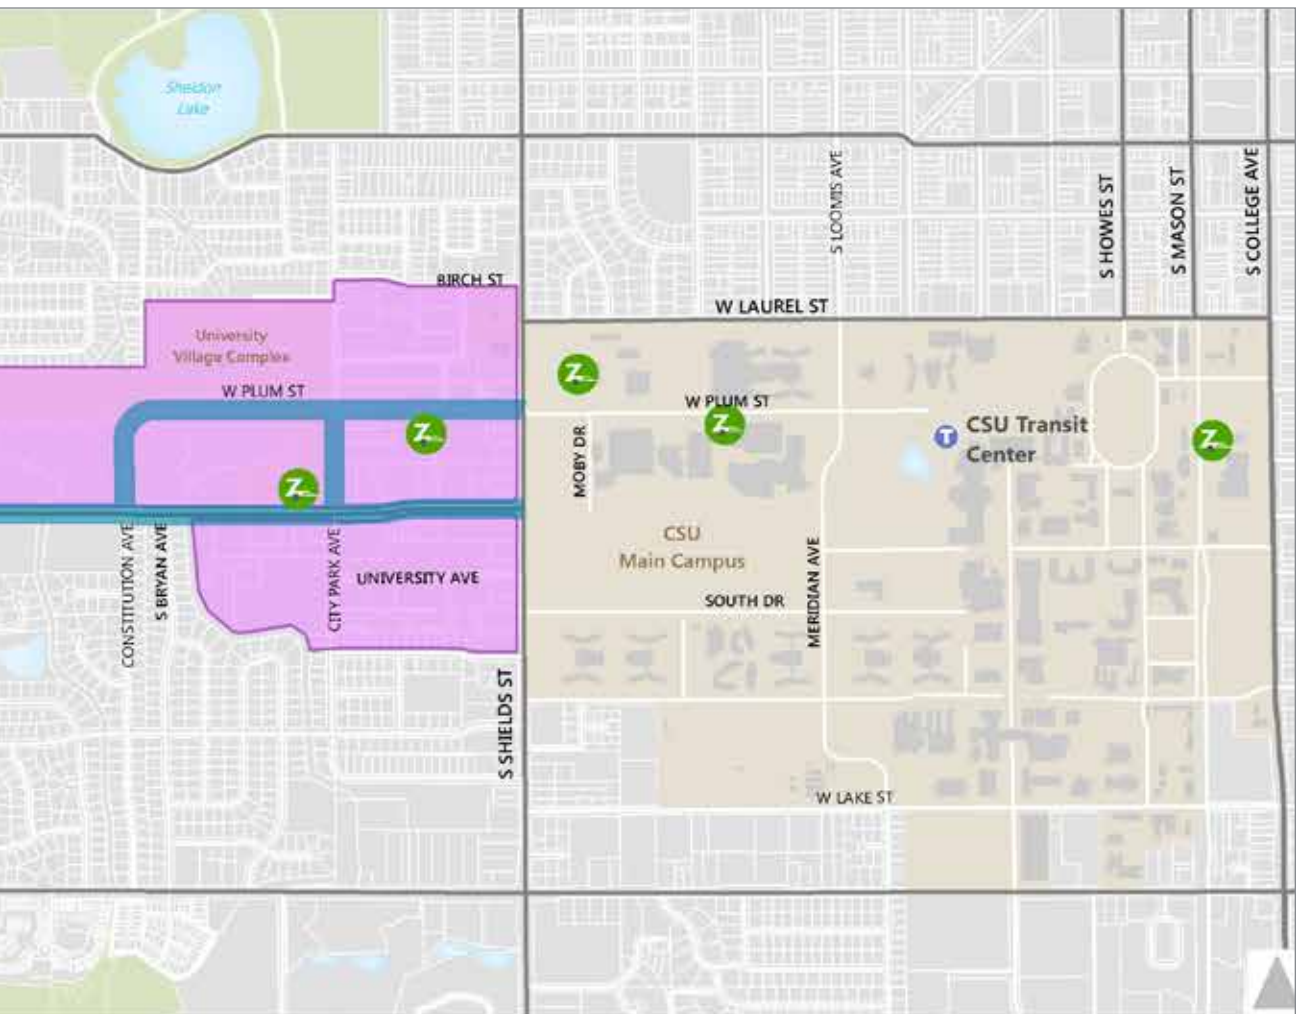 Sheldon
Lake
S LOOMIS AVE
S HOWES ST
S MASON ST
S COLLEGE AVE
BIRCH ST
W LAUREL ST
University
Village Complex
W PLUM ST
W PLUM ST
Z
Z
Z
Z
Z
MOBY DR
T
CSU Transit
Center
CSU
Main Campus
CONSTITUTION AVE
S BRYAN AVE
CITY PARK AVE
UNIVERSITY AVE
MERIDIAN AVE
SOUTH DR
S SHIELDS ST
W LAKE ST